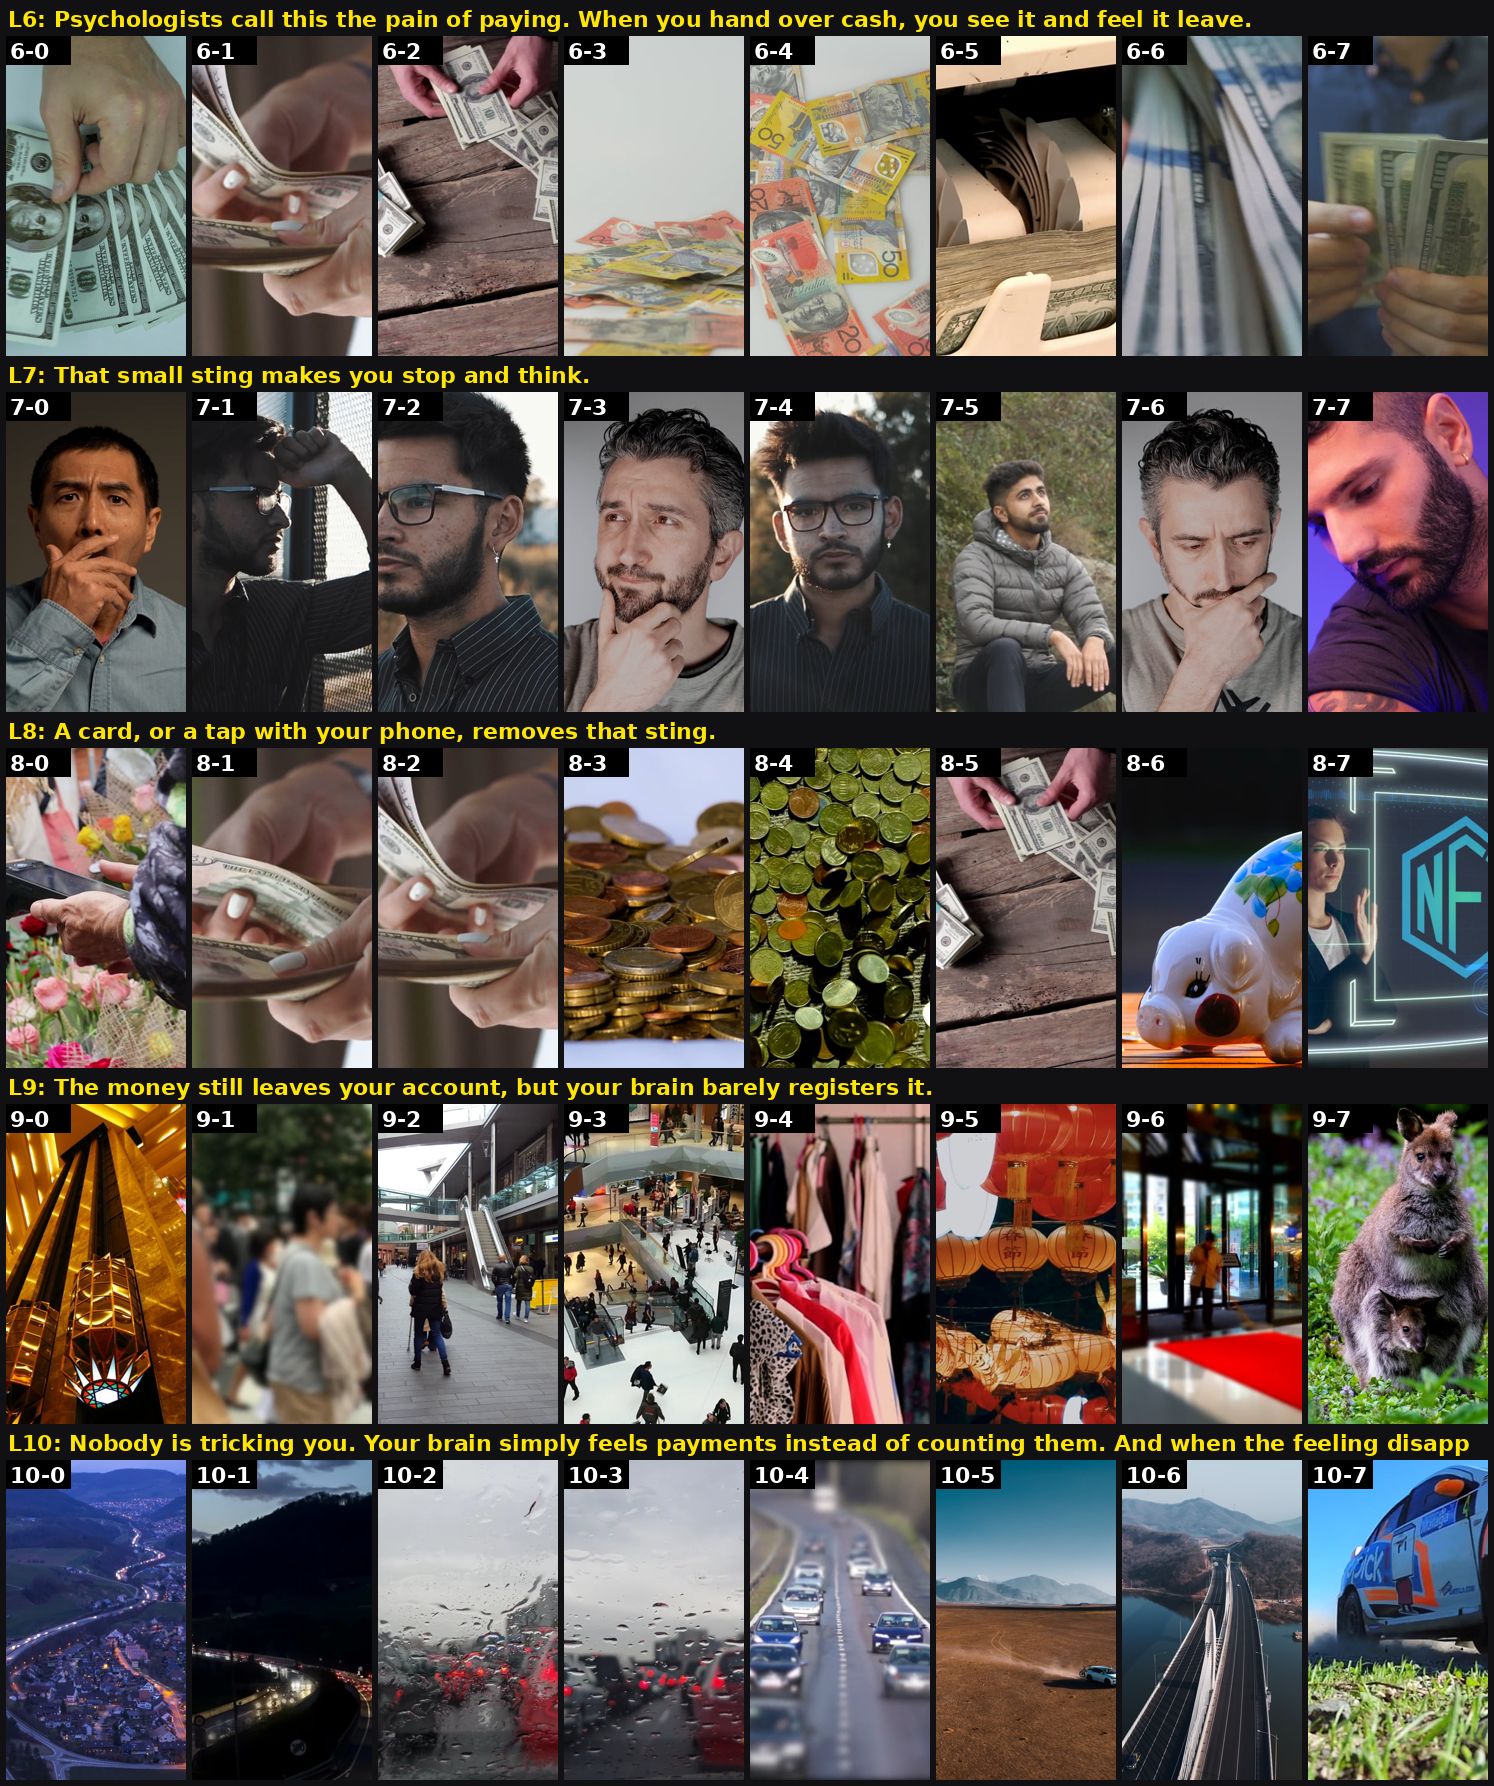 L6: Psychologists call this the pain of paying. When you hand over cash, you see it and feel it leave.
6-0 6-1 6-2 6-3 6-4 6-5 6-6 6-7
L7: That small sting makes you stop and think.
7-0 7-1 7-2 7-3 7-4 7-5 7-6 7-7
L8: A card, or a tap with your phone, removes that sting.
8-0 8-1 8-2 8-3 8-4 8-5 8-6 8-7
NF
L9: The money still leaves your account, but your brain barely registers it.
9-0 9-1 9-2 9-3 9-4 9-5 9-6 9-7
L10: Nobody is tricking you. Your brain simply feels payments instead of counting them. And when the feeling disapp
10-0 10-1 10-2 10-3 10-4 10-5 10-6 10-7